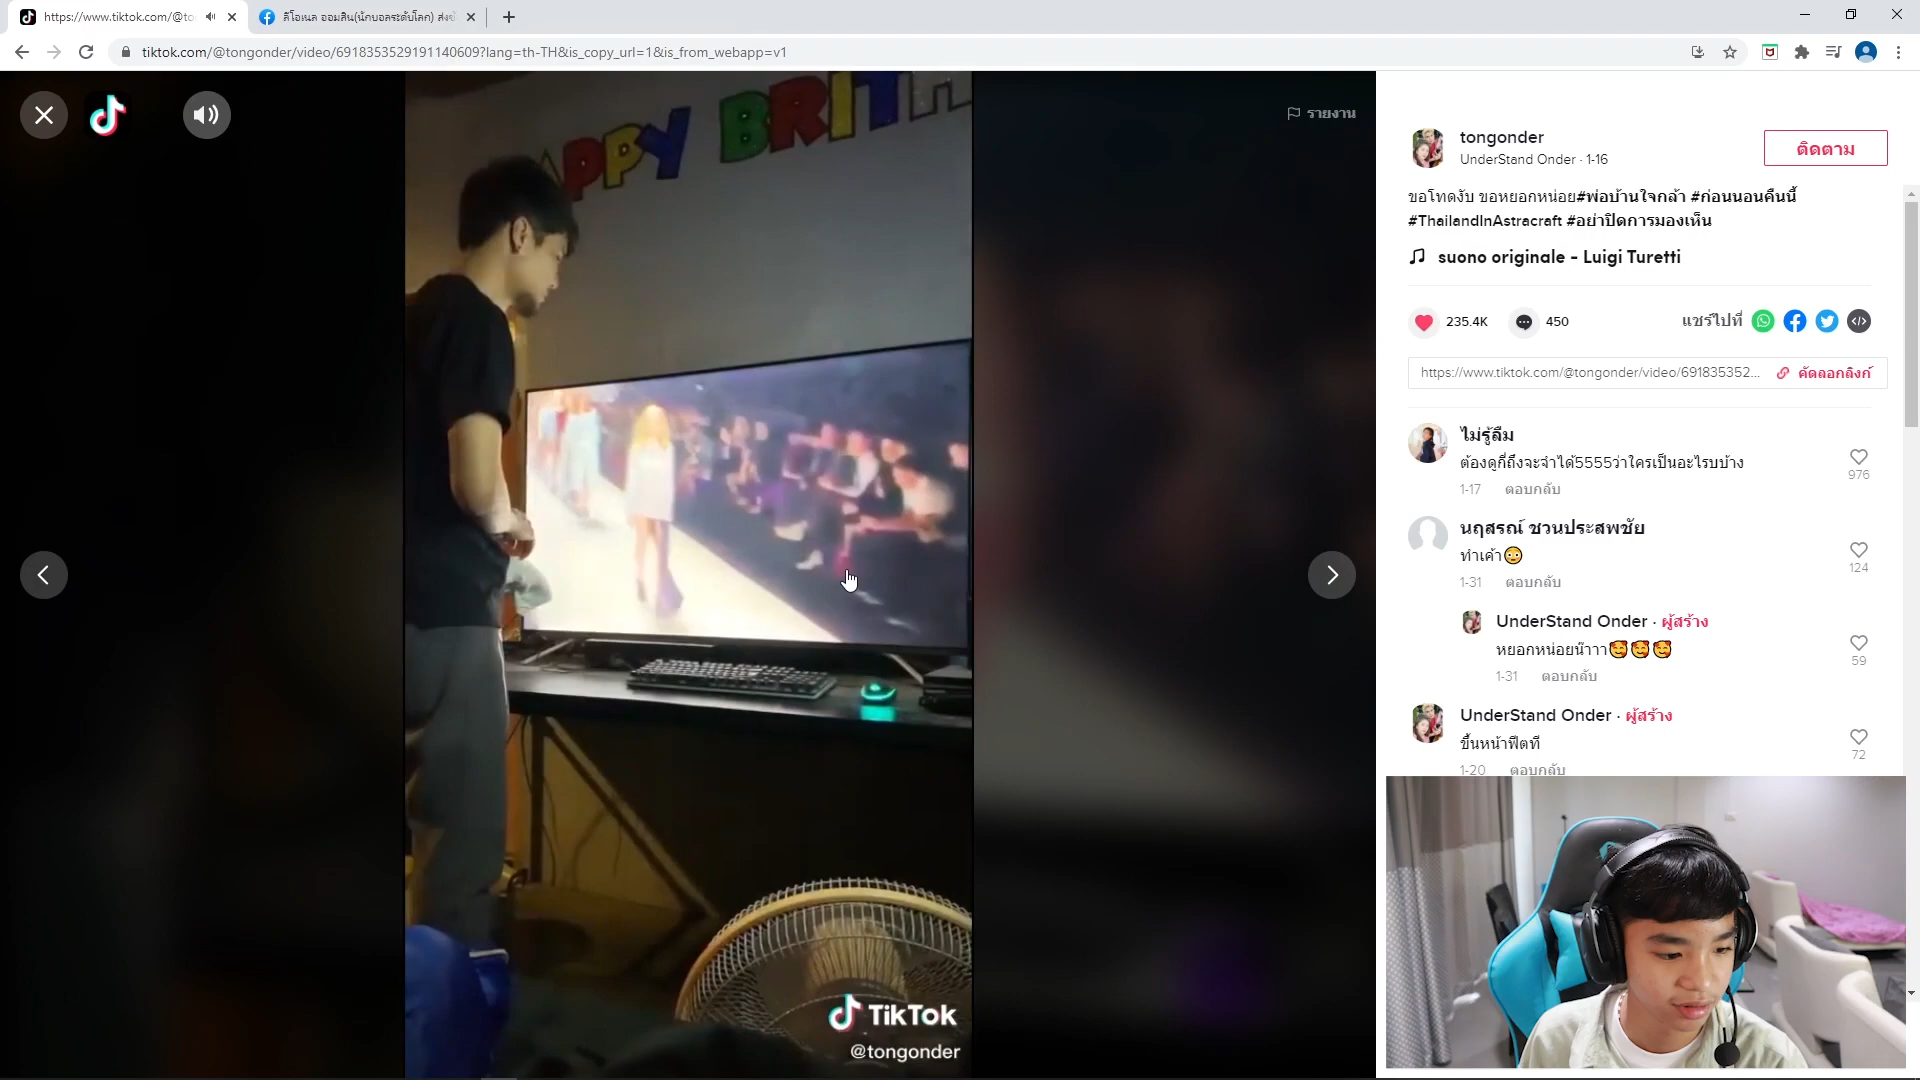 https://www.tiktok.com/@to
ลีโอเนล ออมสิน(นักบอลระดับโลก) ส่งข้
tiktok.com/@tongonder/video/6918353529191140609?lang=th-TH&is_copy_url=1&is_from_webapp=v1
APPY BRITH
รายงาน
tongonder
UnderStand Onder · 1-16
ติดตาม
ขอโทดงับ ขอหยอกหน่อย#พ่อบ้านใจกล้า #ก่อนนอนคืนนี้
#ThailandInAstracraft #อย่าปิดการมองเห็น
suono originale - Luigi Turetti
235.4K
450
แชร์ไปที่
https://www.tiktok.com/@tongonder/video/691835352...
คัดลอกลิงก์
ไม่รู้ลืม
ต้องดูกี่ถึงจะจำได้5555ว่าใครเป็นอะไรบบ้าง
976
1-17 ตอบกลับ
นฤสรณ์ ชวนประสพชัย
ทำเค้า😳
124
1-31 ตอบกลับ
UnderStand Onder · ผู้สร้าง
หยอกหน่อยน๊าาา🥰🥰🥰
59
1-31 ตอบกลับ
UnderStand Onder · ผู้สร้าง
ขึ้นหน้าฟีตที
72
1-20 ตอบกลับ
TikTok
@tongonder